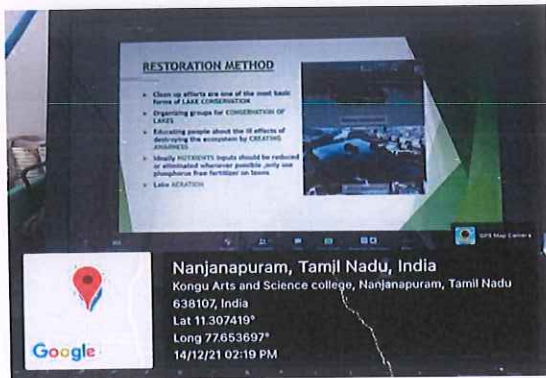 RESTORATION METHOD
Clean up efforts are one of the most basic
forms of LAKE CONSERVATION
Organizing groups for CONSERVATION OF
LAKES
Educating people about the ill effects of
destroying the ecosystem by CREATING
Ideally NUTRIENTS inputs should be reduced
or eliminated whenever possible ,only use
phosphorus free fertilizer on lawns
Lake AERATION
GPS Map Camera
Nanjanapuram, Tamil Nadu, India
Kongu Arts and Science college, Nanjanapuram, Tamil Nadu
638107, India
Lat 11.307419°
Long 77.653697°
14/12/21 02:19 PM
Google